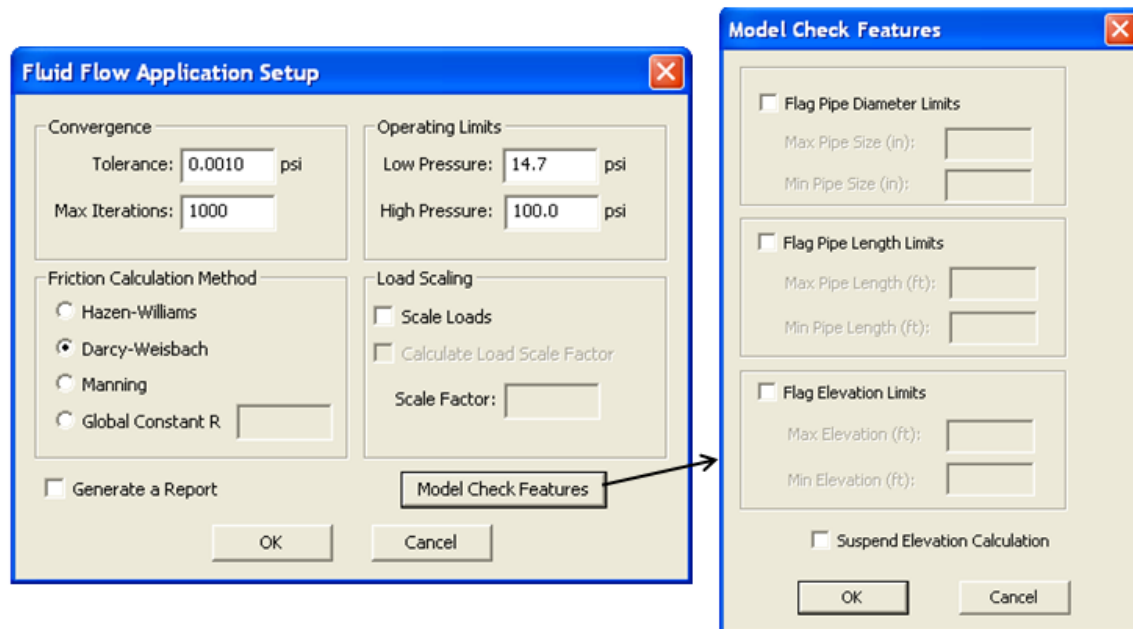 Fluid Flow Application Setup
Convergence
Tolerance: 0.0010 psi
Max Iterations: 1000
Operating Limits
Low Pressure: 14.7 psi
High Pressure: 100.0 psi
Friction Calculation Method
Hazen-Williams
Darcy-Weisbach
Manning
Global Constant R
Load Scaling
Scale Loads
Calculate Load Scale Factor
Scale Factor:
Generate a Report
Model Check Features
OK Cancel
Model Check Features
Flag Pipe Diameter Limits
Max Pipe Size (in):
Min Pipe Size (in):
Flag Pipe Length Limits
Max Pipe Length (ft):
Min Pipe Length (ft):
Flag Elevation Limits
Max Elevation (ft):
Min Elevation (ft):
Suspend Elevation Calculation
OK Cancel